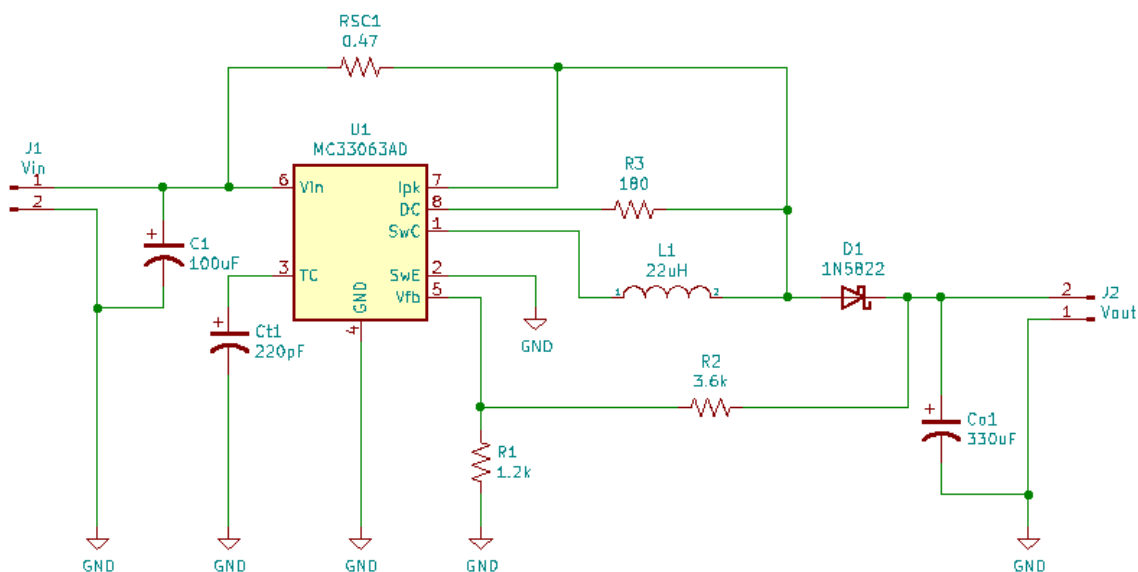 RSC1
0.47
U1
MC33063AD
J1
Vin
1
2
6
Vin
Ipk
7
DC
8
SwC
1
3
TC
SwE
2
Vfb
5
GND
4
C1
100uF
Ct1
220pF
R3
180
L1
22uH
1
2
D1
1N5822
2
1
J2
Vout
GND
R2
3.6k
R1
1.2k
Co1
330uF
GND
GND
GND
GND
GND